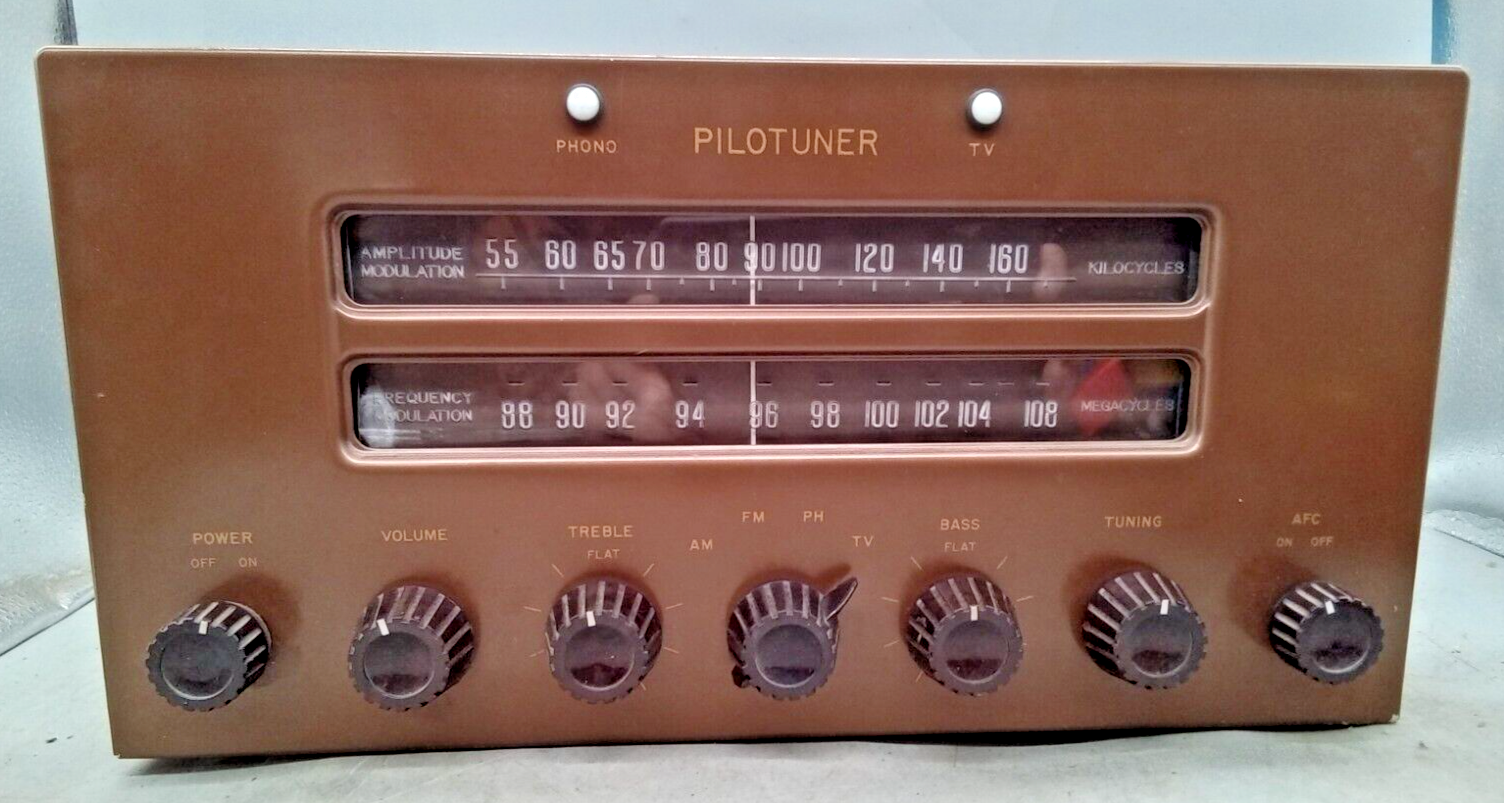 PHONO
PILOTUNER
TV
AMPLITUDE
MODULATION
55 60 65 70 80 90 100 120 140 160
KILOCYCLES
FREQUENCY
MODULATION
88 90 92 94 96 98 100 102 104 108
MEGACYCLES
POWER
OFF ON
VOLUME
TREBLE
FLAT
AM
FM
PH
TV
BASS
FLAT
TUNING
AFC
ON OFF